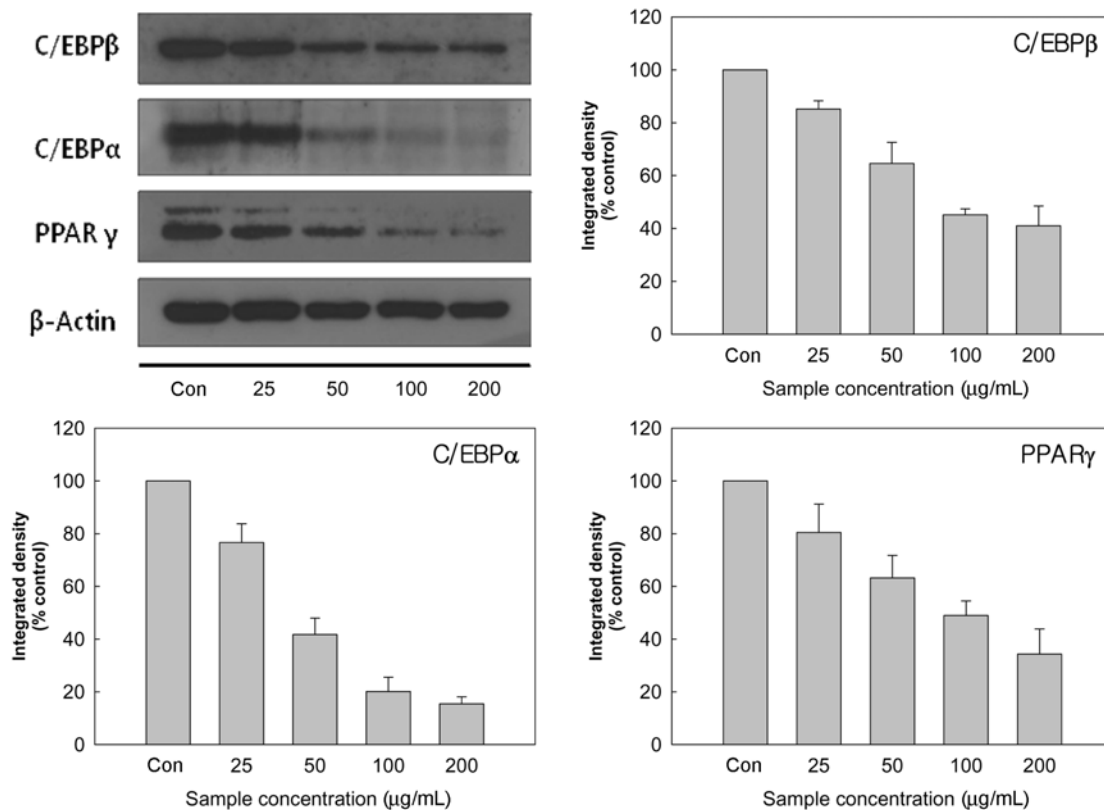 C/EBPβ
C/EBPα
PPAR γ
β-Actin
Con 25 50 100 200
C/EBPβ
Integrated density
(% control)
120
100
80
60
40
20
0
Con 25 50 100 200
Sample concentration (μg/mL)
C/EBPα
Integrated density
(% control)
120
100
80
60
40
20
0
Con 25 50 100 200
Sample concentration (μg/mL)
PPARγ
Integrated density
(% control)
120
100
80
60
40
20
0
Con 25 50 100 200
Sample concentration (μg/mL)